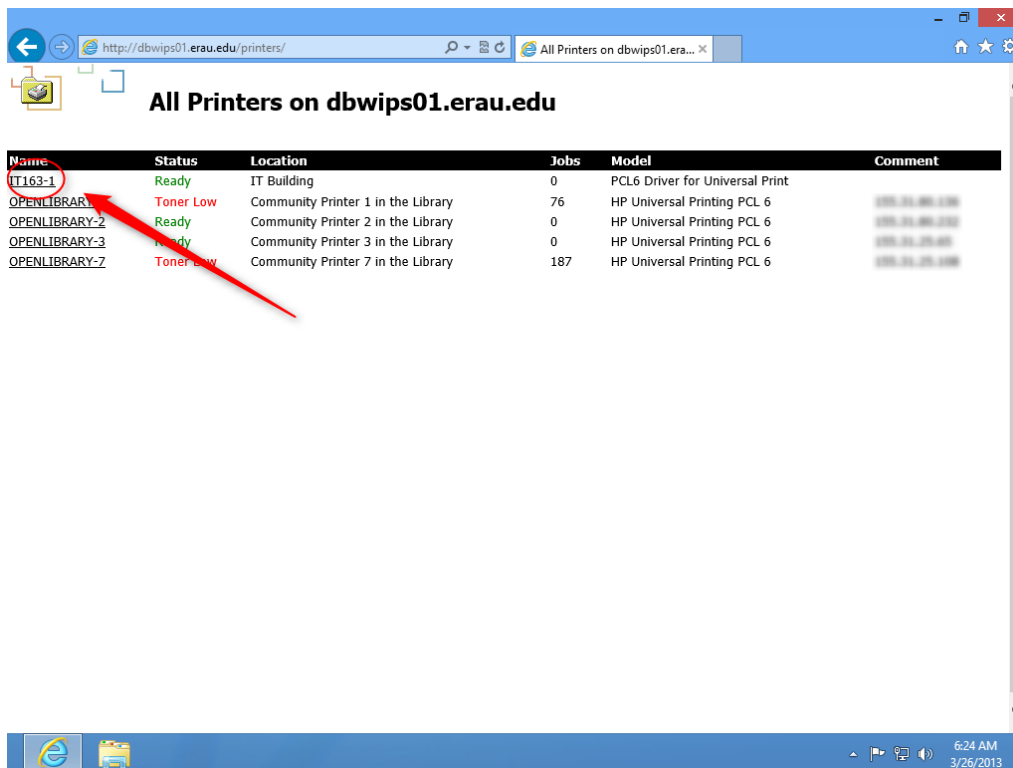 http://dbwips01.erau.edu/printers/ All Printers on dbwips01.era...
All Printers on dbwips01.erau.edu
Name Status Location Jobs Model Comment
IT163-1 Ready IT Building 0 PCL6 Driver for Universal Print
OPENLIBRARY Toner Low Community Printer 1 in the Library 76 HP Universal Printing PCL 6
OPENLIBRARY-2 Ready Community Printer 2 in the Library 0 HP Universal Printing PCL 6
OPENLIBRARY-3 Ready Community Printer 3 in the Library 0 HP Universal Printing PCL 6
OPENLIBRARY-7 Toner Low Community Printer 7 in the Library 187 HP Universal Printing PCL 6
6:24 AM
3/26/2013